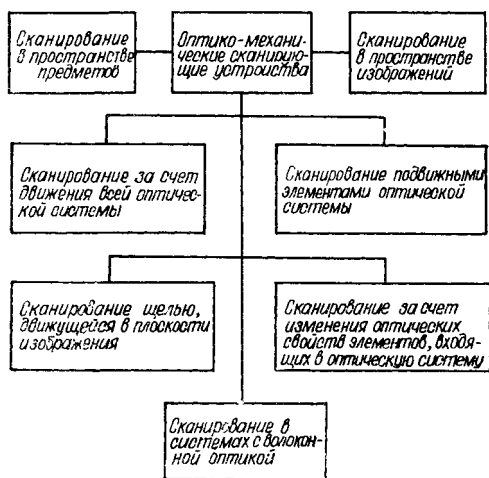 Сканирование
в пространстве
предметов
Оптико-механи-
ческие сканирую-
щие устройства
Сканирование
в пространстве
изображений
Сканирование за счет
движения всей оптичес-
кой системы
Сканирование подвижными
элементами оптической
системы
Сканирование щелью,
движущейся в плоскости
изображения
Сканирование за счет
изменения оптических
свойств элементов, входя-
щих в оптическую систему
Сканирование в
системах с волокон-
ной оптикой